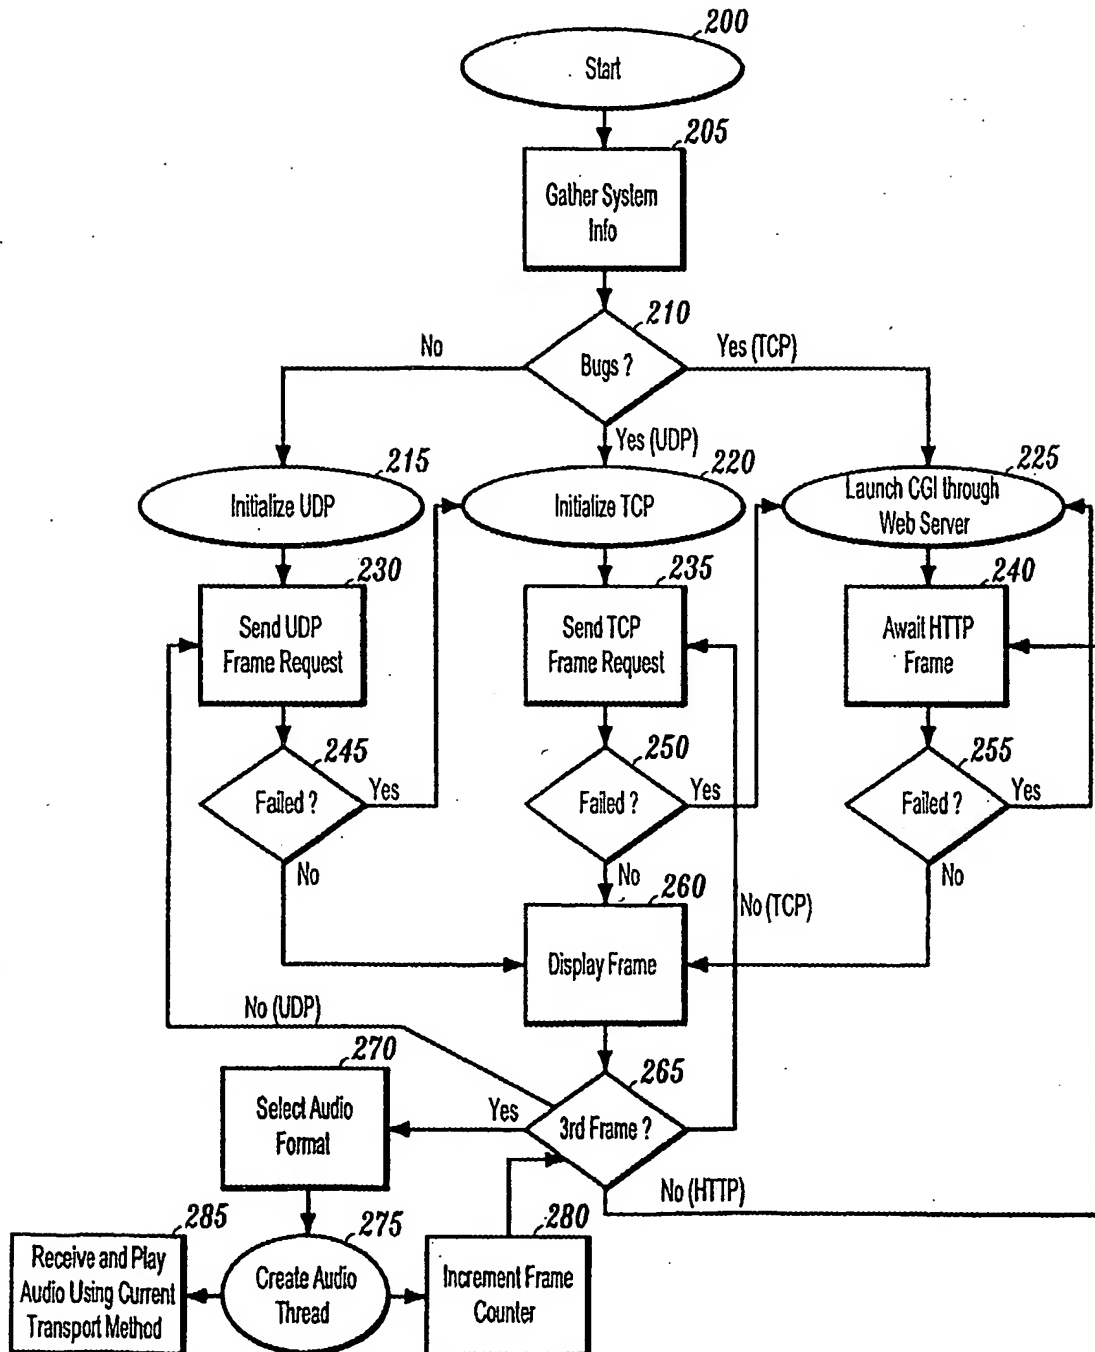 200
Start
205
Gather System
Info
210
No
Bugs ?
Yes (TCP)
Yes (UDP)
215
Initialize UDP
220
Initialize TCP
225
Launch CGI through
Web Server
230
Send UDP
Frame Request
235
Send TCP
Frame Request
240
Await HTTP
Frame
245
Failed ?
Yes
No
250
Failed ?
Yes
No
255
Failed ?
Yes
No
260
Display Frame
No (TCP)
No (UDP)
265
3rd Frame ?
Yes
No (HTTP)
270
Select Audio
Format
285
Receive and Play
Audio Using Current
Transport Method
275
Create Audio
Thread
280
Increment Frame
Counter